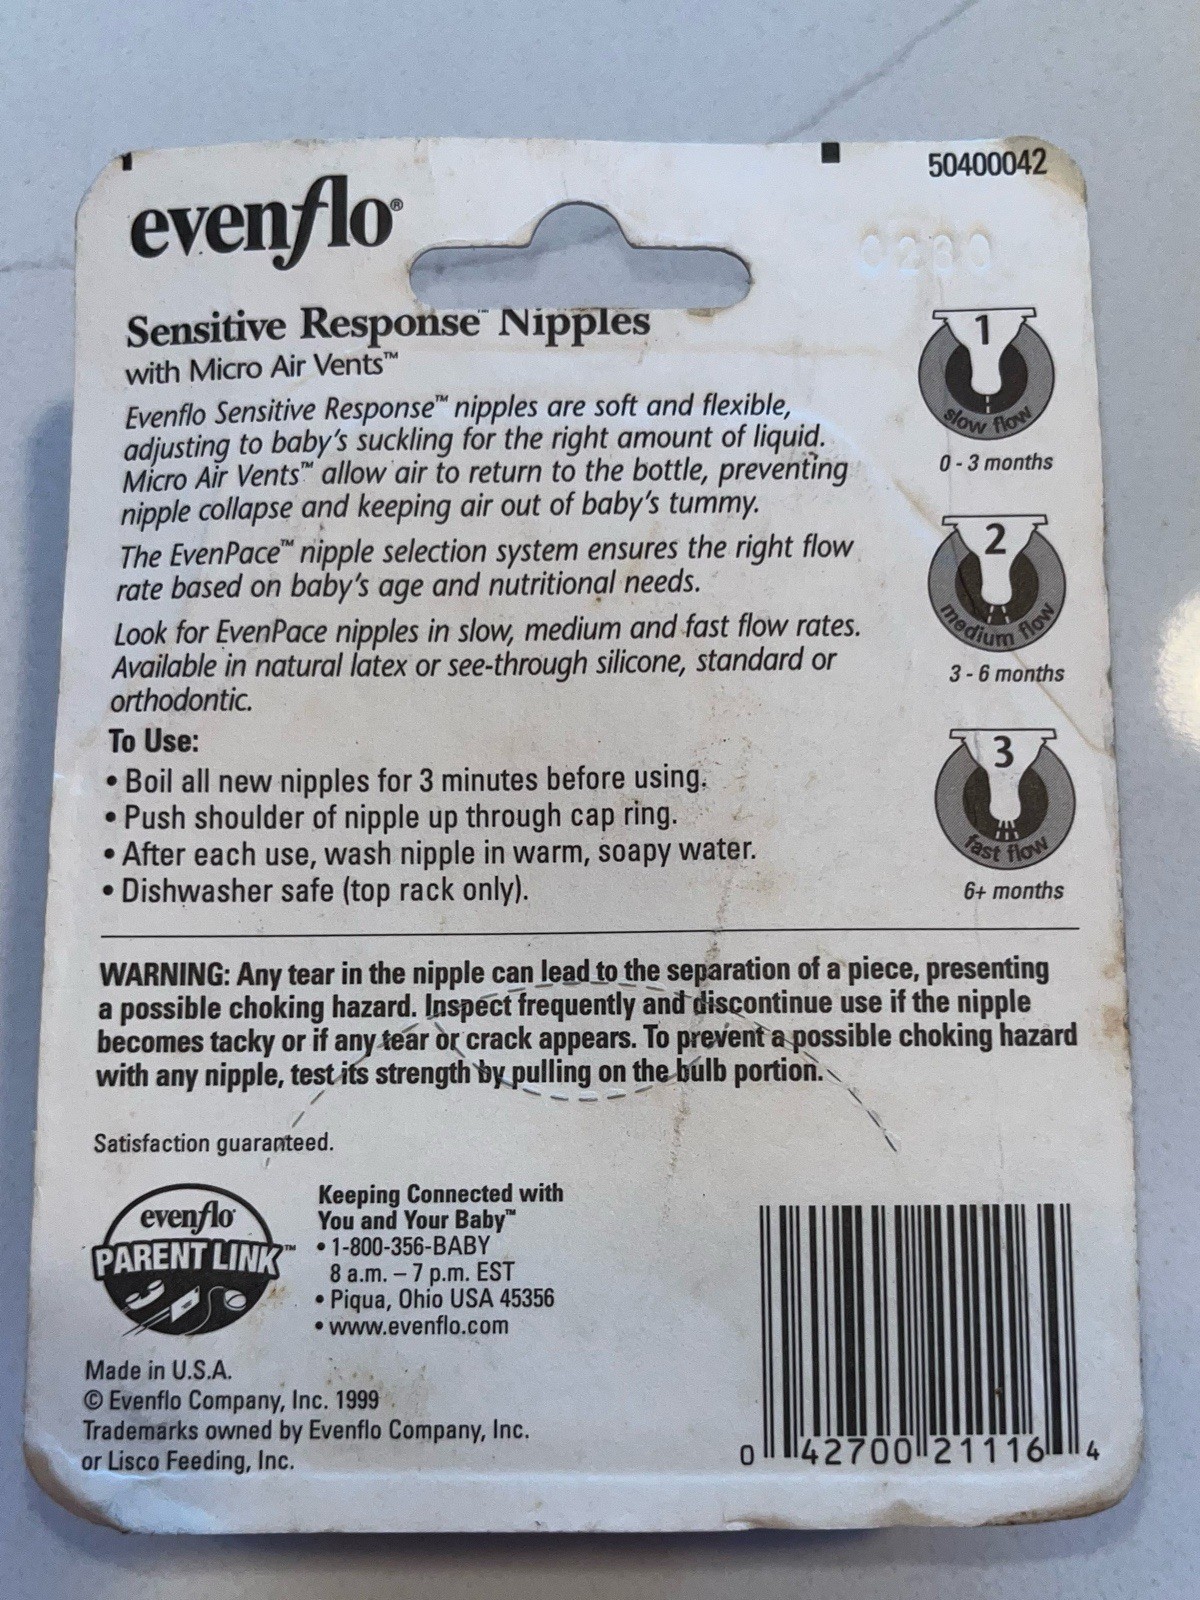 50400042
evenflo®
0260
Sensitive Response™ Nipples
with Micro Air Vents™
Evenflo Sensitive Response™ nipples are soft and flexible,
adjusting to baby's suckling for the right amount of liquid.
Micro Air Vents™ allow air to return to the bottle, preventing
nipple collapse and keeping air out of baby's tummy.
The EvenPace™ nipple selection system ensures the right flow
rate based on baby's age and nutritional needs.
Look for EvenPace nipples in slow, medium and fast flow rates.
Available in natural latex or see-through silicone, standard or
orthodontic.
1
slow flow
0 - 3 months
2
medium flow
3 - 6 months
3
fast flow
6+ months
To Use:
• Boil all new nipples for 3 minutes before using.
• Push shoulder of nipple up through cap ring.
• After each use, wash nipple in warm, soapy water.
• Dishwasher safe (top rack only).
WARNING: Any tear in the nipple can lead to the separation of a piece, presenting
a possible choking hazard. Inspect frequently and discontinue use if the nipple
becomes tacky or if any tear or crack appears. To prevent a possible choking hazard
with any nipple, test its strength by pulling on the bulb portion.
Satisfaction guaranteed.
evenflo®
PARENT LINK™
Keeping Connected with
You and Your Baby™
• 1-800-356-BABY
8 a.m. – 7 p.m. EST
• Piqua, Ohio USA 45356
• www.evenflo.com
Made in U.S.A.
© Evenflo Company, Inc. 1999
Trademarks owned by Evenflo Company, Inc.
or Lisco Feeding, Inc.
0 42700 21116 4